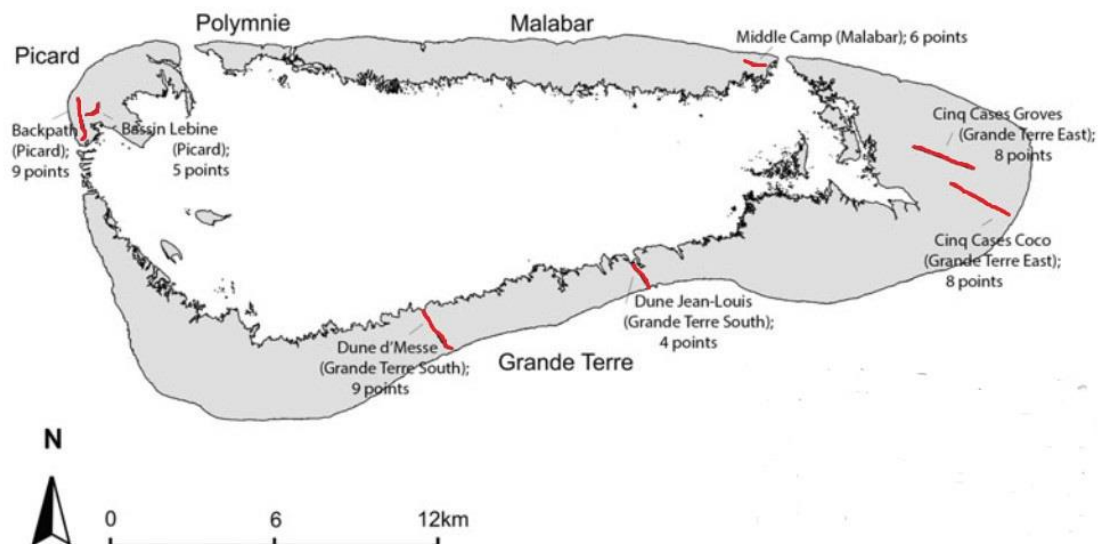 Polymnie
Malabar
Middle Camp (Malabar); 6 points
Picard
Backpath
(Picard);
9 points
Bassin Lebine
(Picard);
5 points
Cinq Cases Groves
(Grande Terre East);
8 points
Cinq Cases Coco
(Grande Terre East);
8 points
Dune Jean-Louis
(Grande Terre South);
4 points
Dune d'Messe
(Grande Terre South);
9 points
Grande Terre
N
0 6 12km